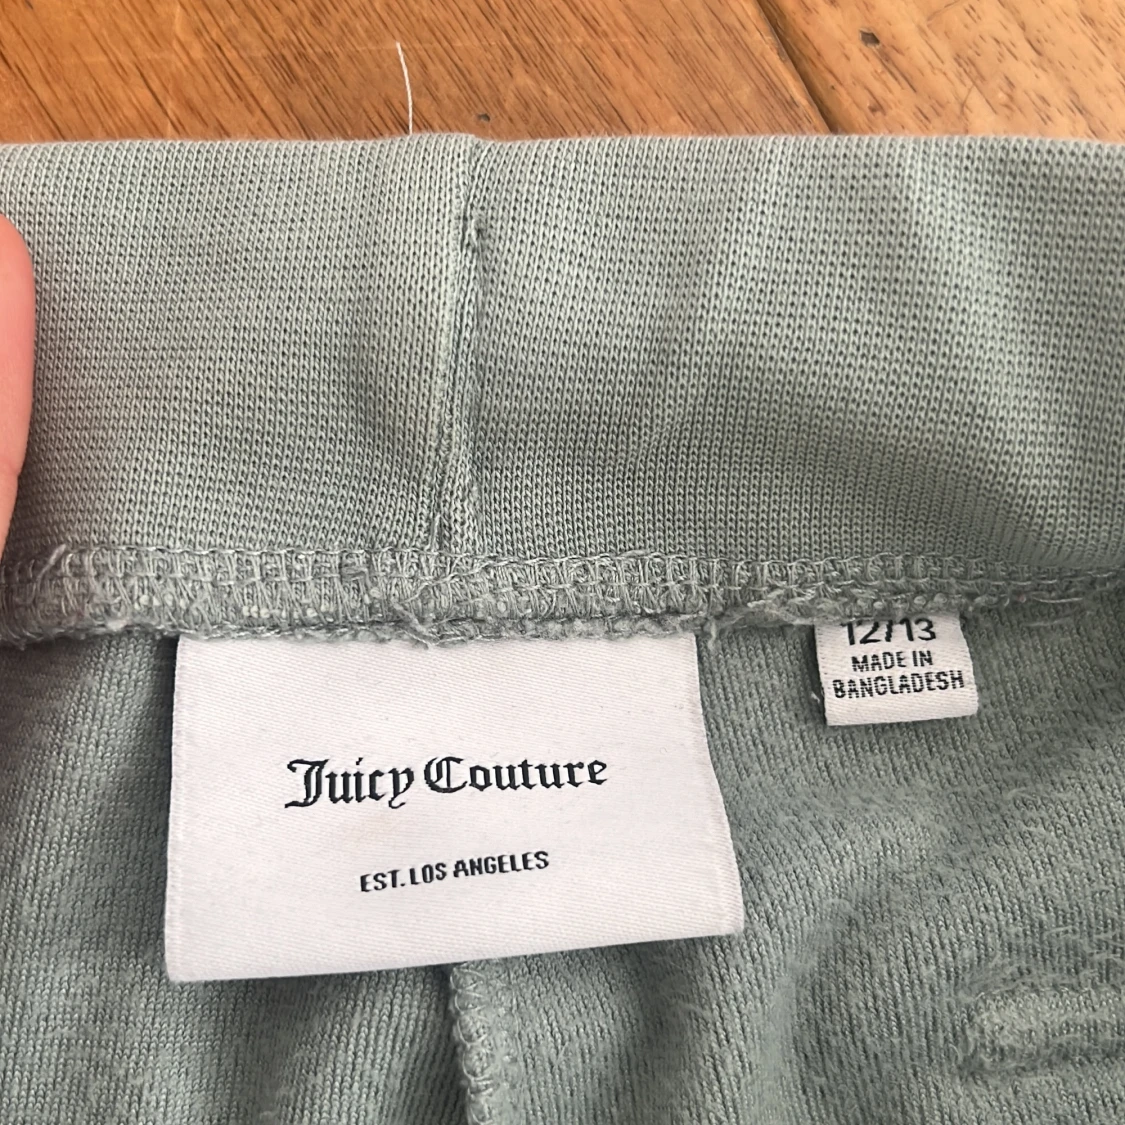 Juicy Couture
EST. LOS ANGELES
12/13
MADE IN
BANGLADESH